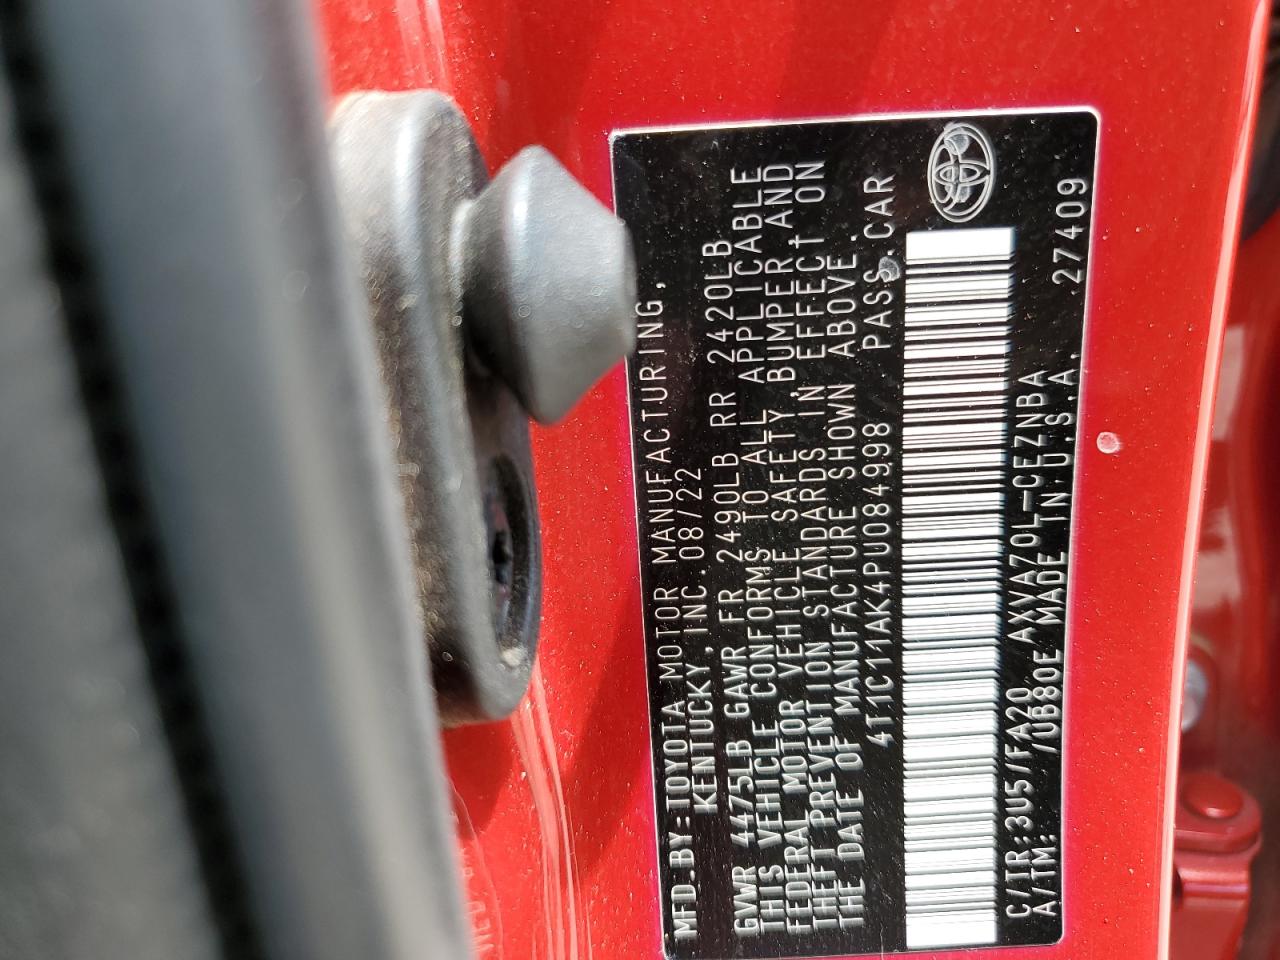 MFD.BY:TOYOTA MOTOR MANUFACTURING,
KENTUCKY,INC.08/22
GVWR 4475LB GAWR FR 2490LB RR 2420LB
THIS VEHICLE CONFORMS TO ALL APPLICABLE
FEDERAL MOTOR VEHICLE SAFETY,BUMPER,AND
THEFT PREVENTION STANDARDS IN EFFECT ON
THE DATE OF MANUFACTURE SHOWN ABOVE.
4T1C11AK4PU084998 PASS.CAR
C/TR:3U5/FA20 AXVA70L-CEZNBA
A/TM: /UB80E MADE IN U.S.A. 27409